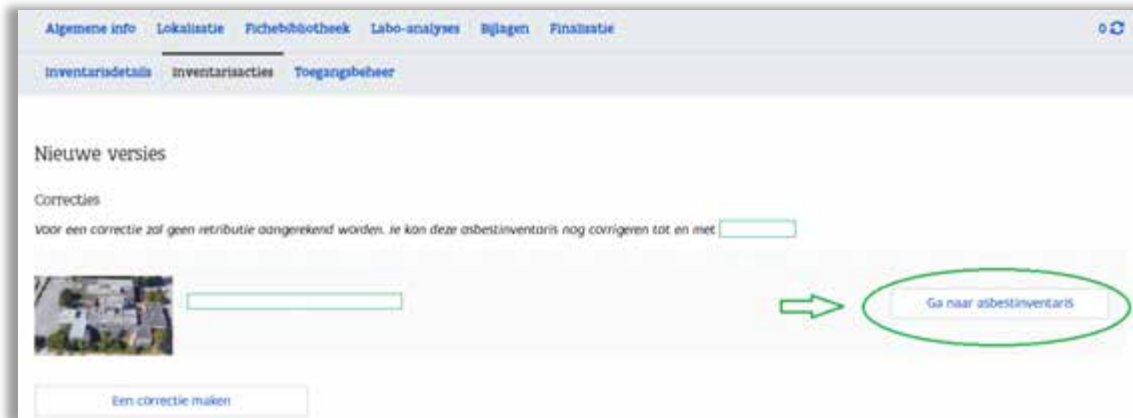 Algemene info Lokalisatie Fichebibliotheek Labo-analyses Bijlagen Finalisatie 0
Inventarisdetails Inventarisacties Toegangsbeheer
Nieuwe versies
Correcties
Voor een correctie zal geen retributie aangerekend worden. Je kan deze asbestinventaris nog corrigeren tot en met
Ga naar asbestinventaris
Een correctie maken